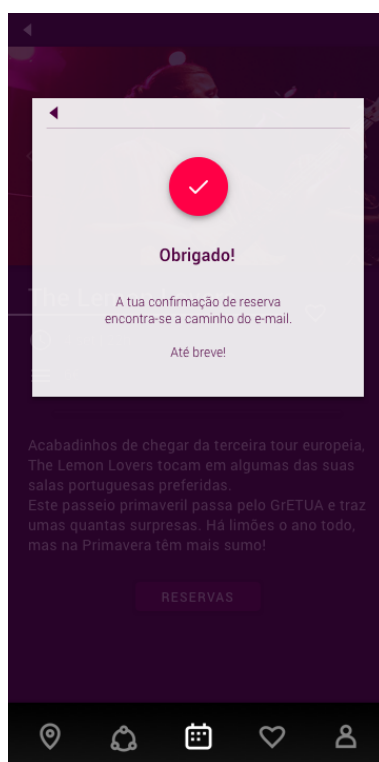 Obrigado!
A tua confirmação de reserva
encontra-se a caminho do e-mail.
Até breve!
The Le
Acabadinhos de chegar da terceira tour europeia,
The Lemon Lovers tocam em algumas das suas
salas portuguesas preferidas.
Este passeio primaveril passa pelo GrETUA e traz
umas quantas surpresas. Há limões o ano todo,
mas na Primavera têm mais sumo!
RESERVAS